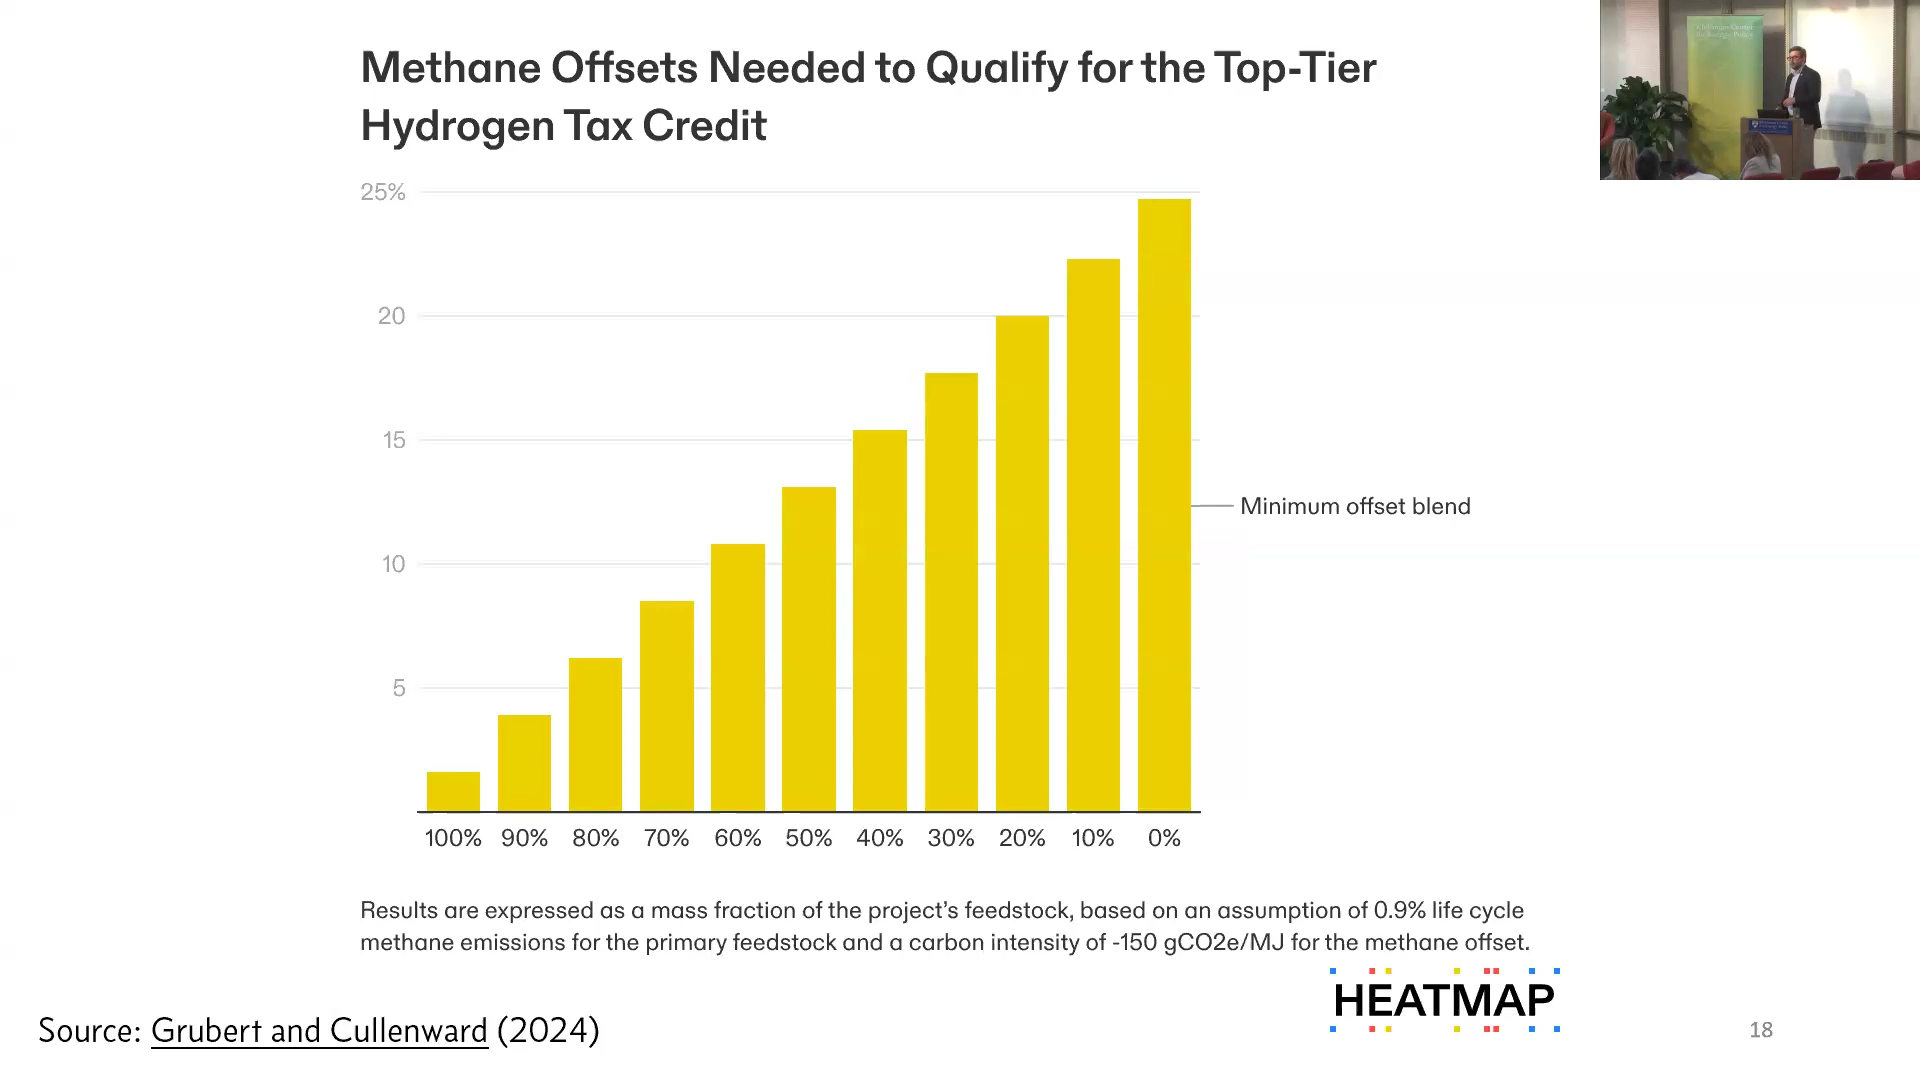 Methane Offsets Needed to Qualify for the Top-Tier
Hydrogen Tax Credit
25%
20
15
10
5
Minimum offset blend
100% 90% 80% 70% 60% 50% 40% 30% 20% 10% 0%
Results are expressed as a mass fraction of the project's feedstock, based on an assumption of 0.9% life cycle
methane emissions for the primary feedstock and a carbon intensity of -150 gCO2e/MJ for the methane offset.
HEATMAP
Source: Grubert and Cullenward (2024)
18